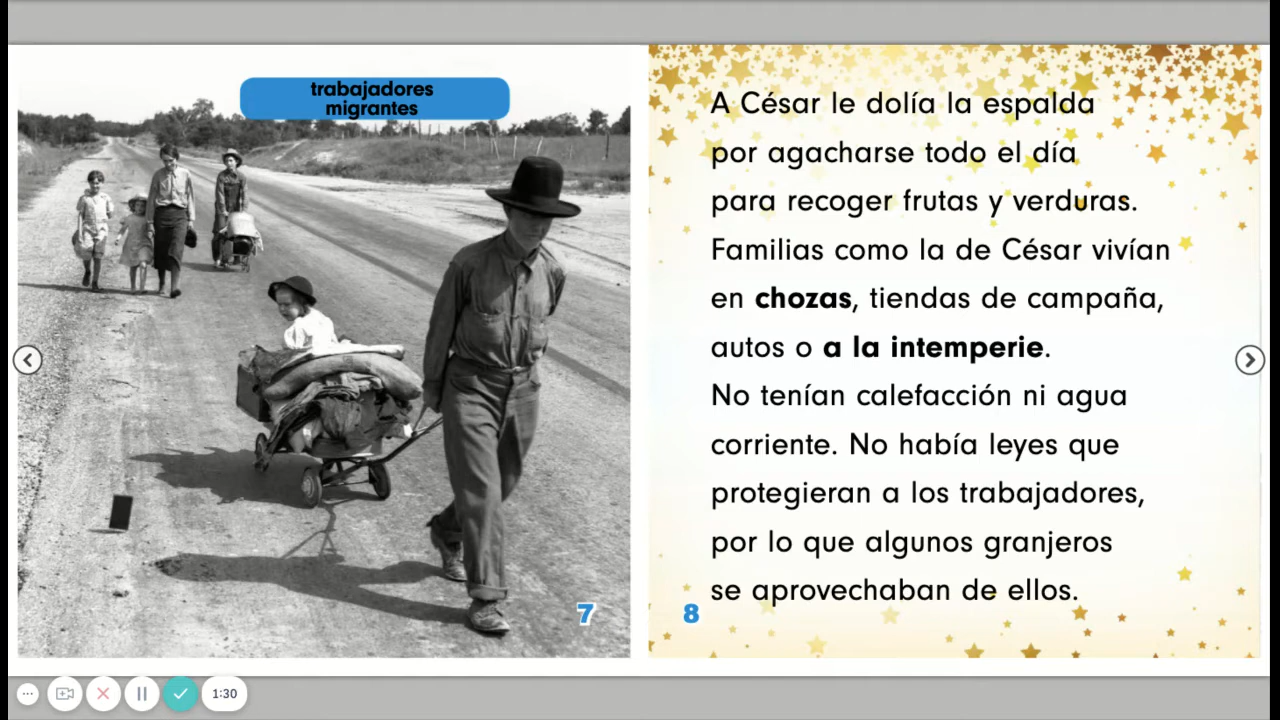 trabajadores
migrantes
7
A César le dolía la espalda
por agacharse todo el día
para recoger frutas y verduras.
Familias como la de César vivían
en chozas, tiendas de campaña,
autos o a la intemperie.
No tenían calefacción ni agua
corriente. No había leyes que
protegieran a los trabajadores,
por lo que algunos granjeros
se aprovechaban de ellos.
8
1:30